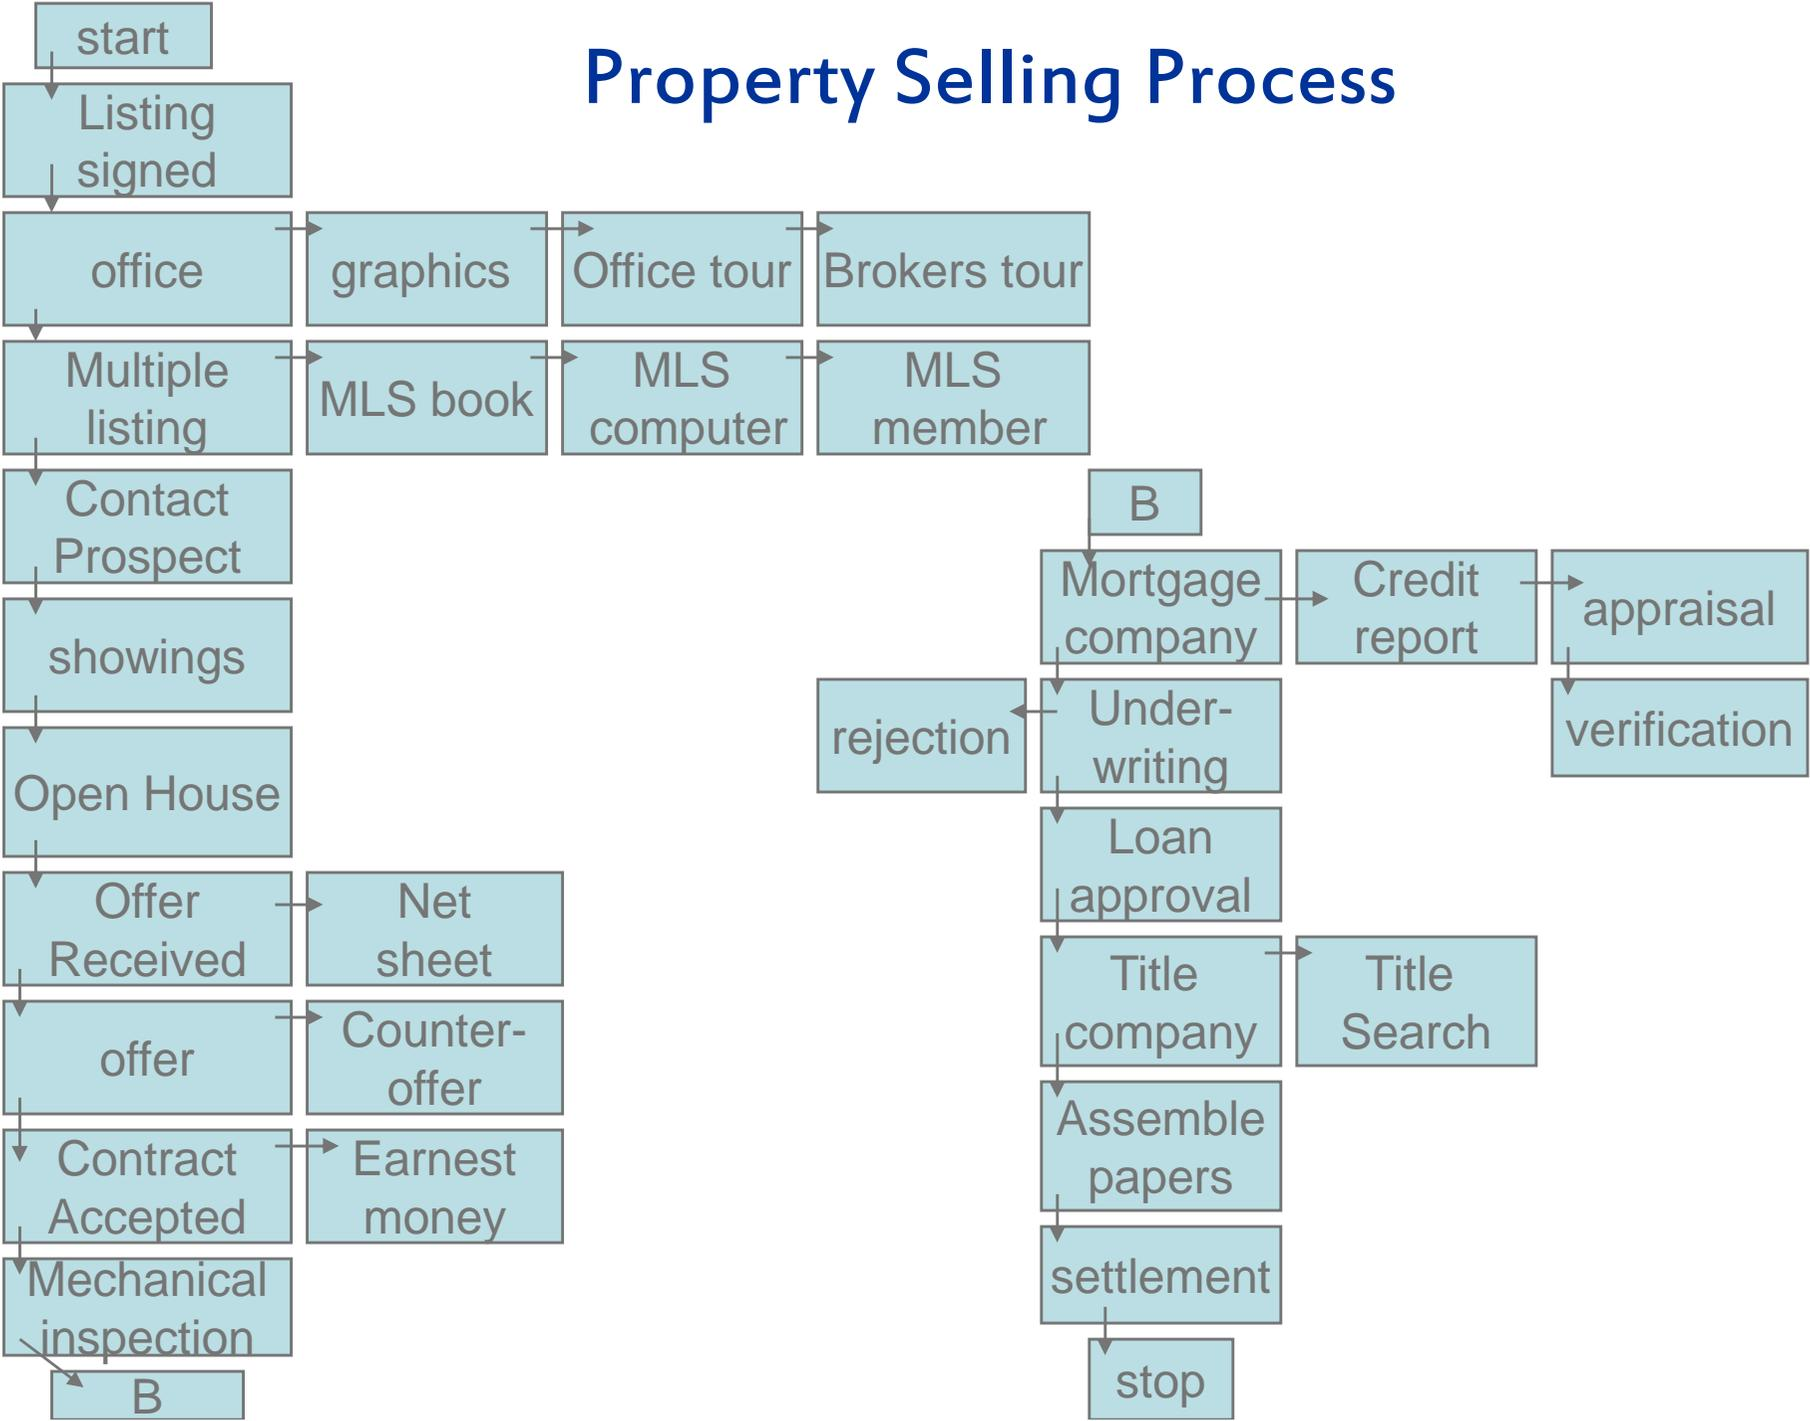 Property Selling Process
start
Listing
signed
office
graphics
Office tour
Brokers tour
Multiple
listing
MLS book
MLS
computer
MLS
member
Contact
Prospect
showings
Open House
Offer
Received
Net
sheet
offer
Counter-
offer
Contract
Accepted
Earnest
money
Mechanical
inspection
B
B
Mortgage
company
Credit
report
appraisal
verification
Under-
writing
rejection
Loan
approval
Title
company
Title
Search
Assemble
papers
settlement
stop